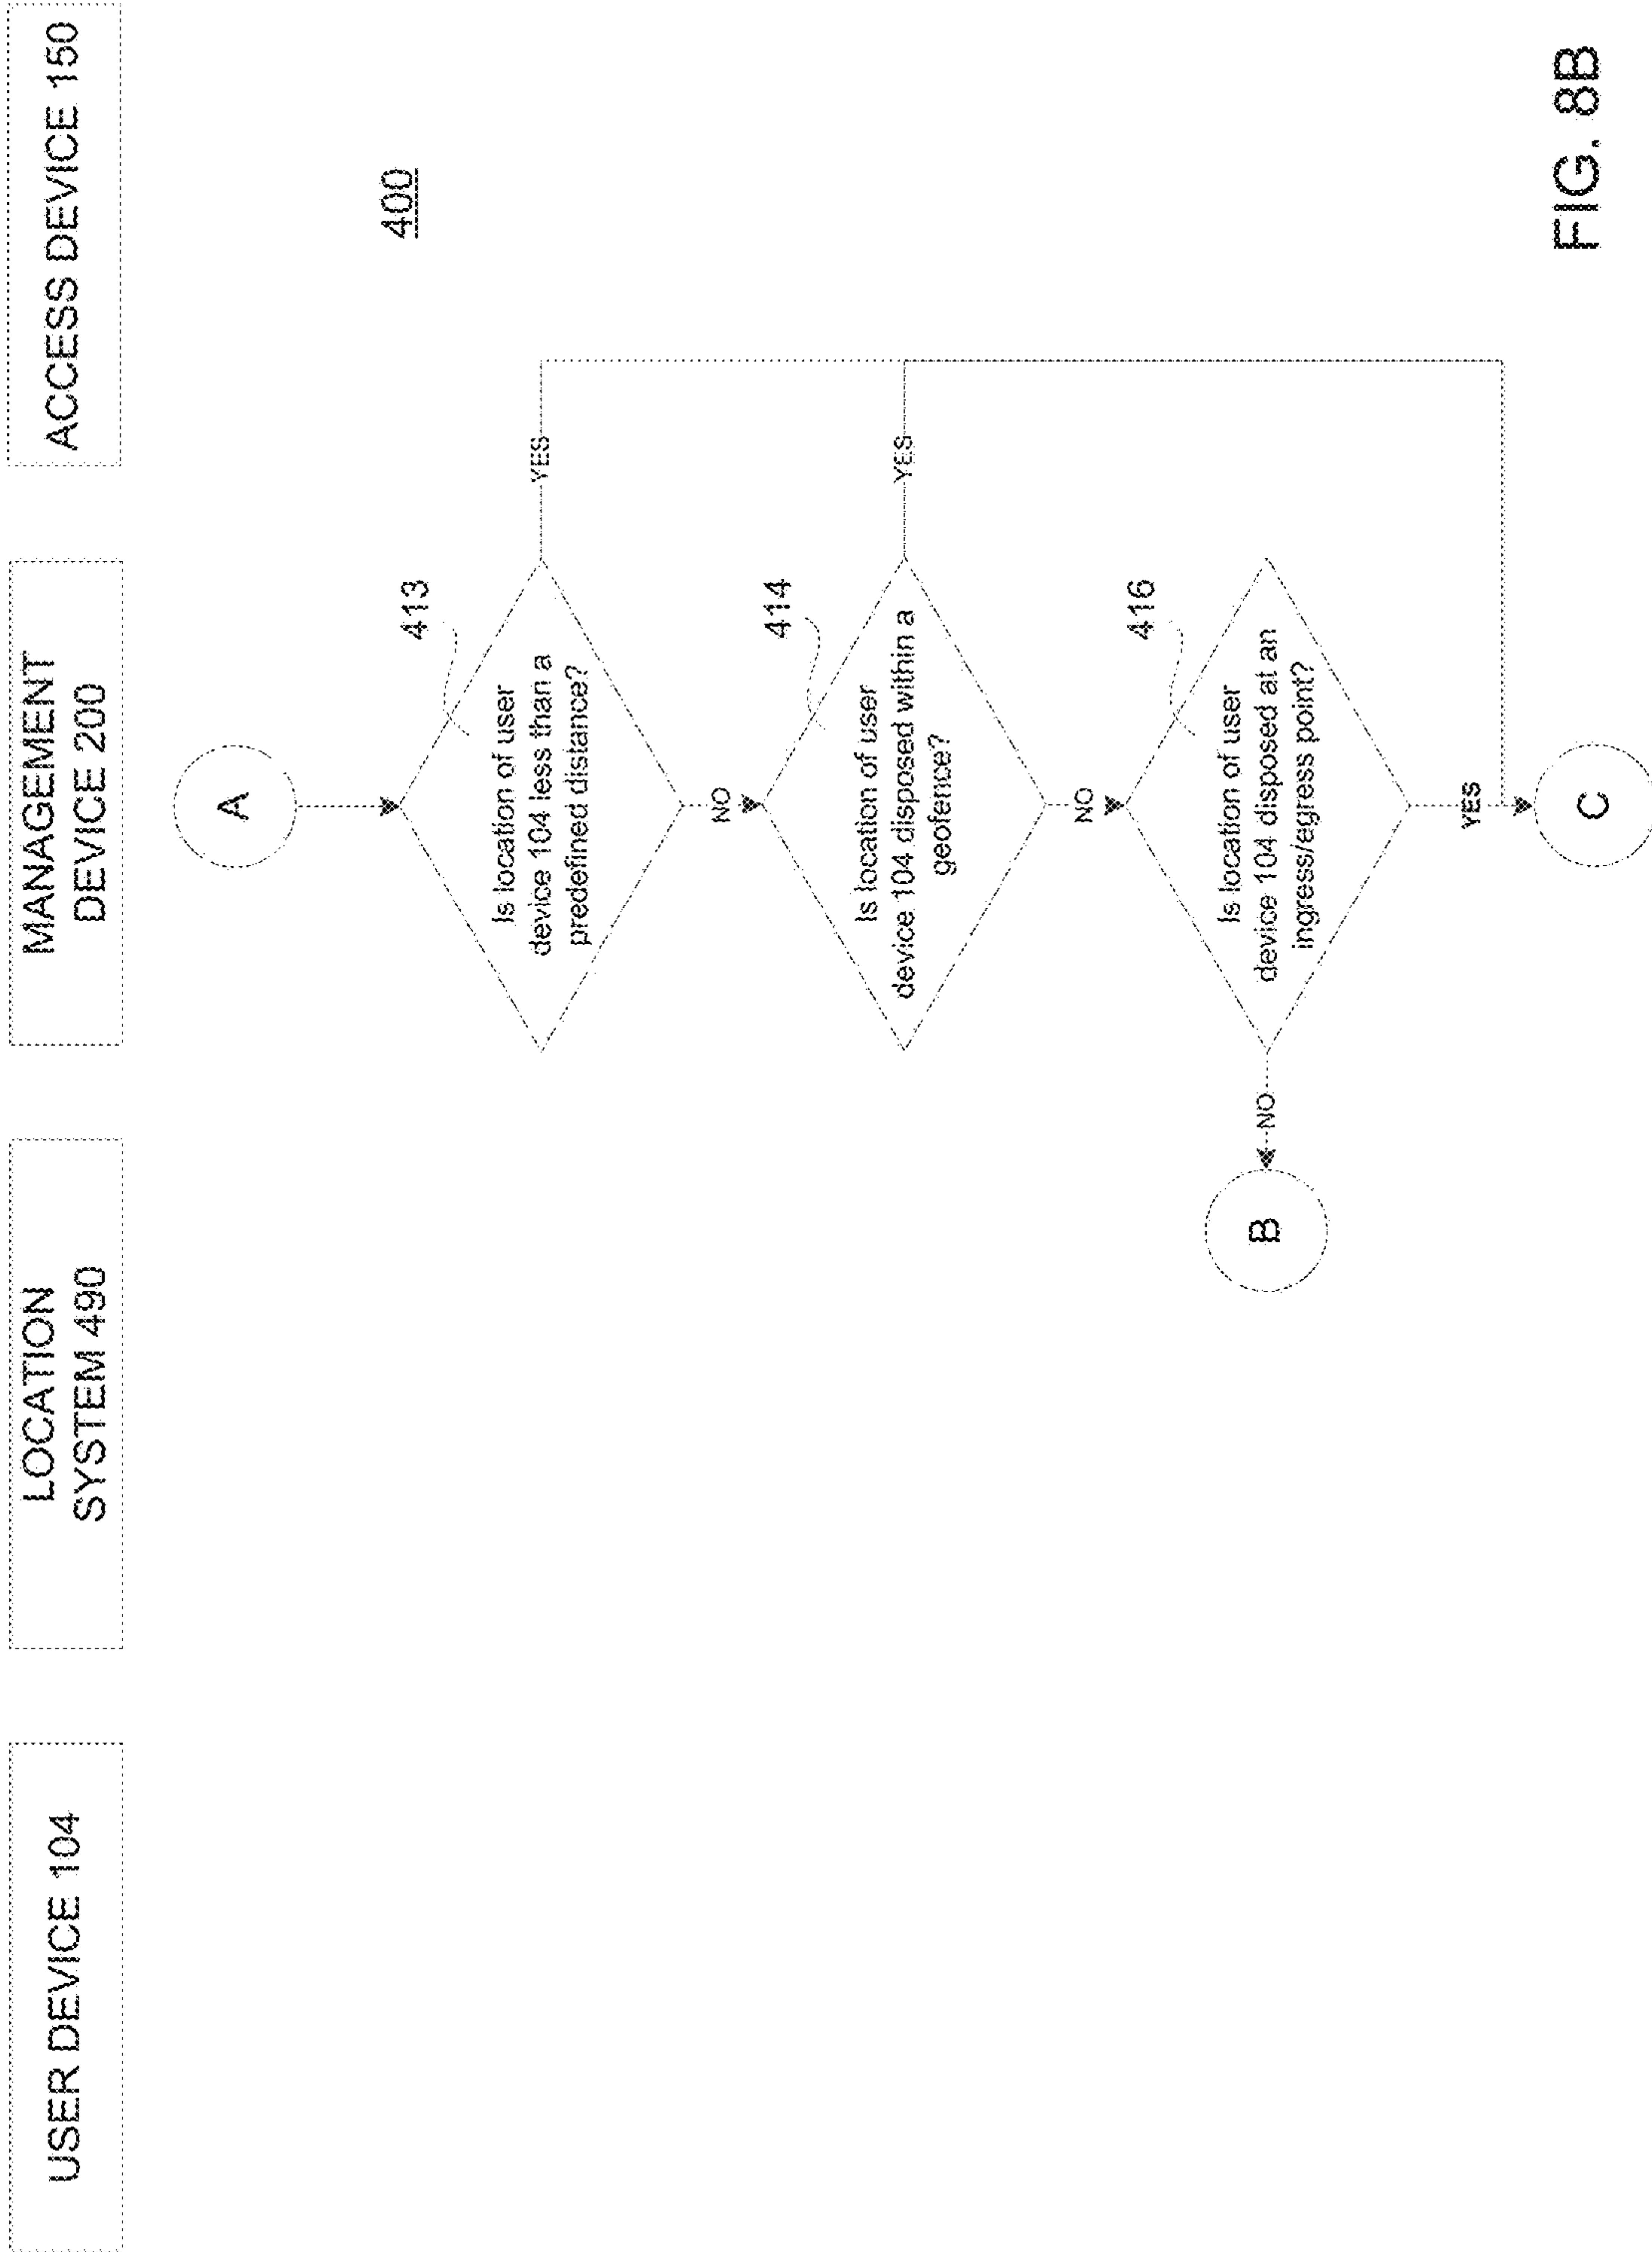 USER DEVICE 104
LOCATION
SYSTEM 490
MANAGEMENT
DEVICE 200
ACCESS DEVICE 150
400
A
413
Is location of user
device 104 less than a
predefined distance?
YES
NO
414
Is location of user
device 104 disposed within a
geofence?
YES
NO
416
Is location of user
device 104 disposed at an
ingress/egress point?
NO
B
YES
C
FIG. 8B